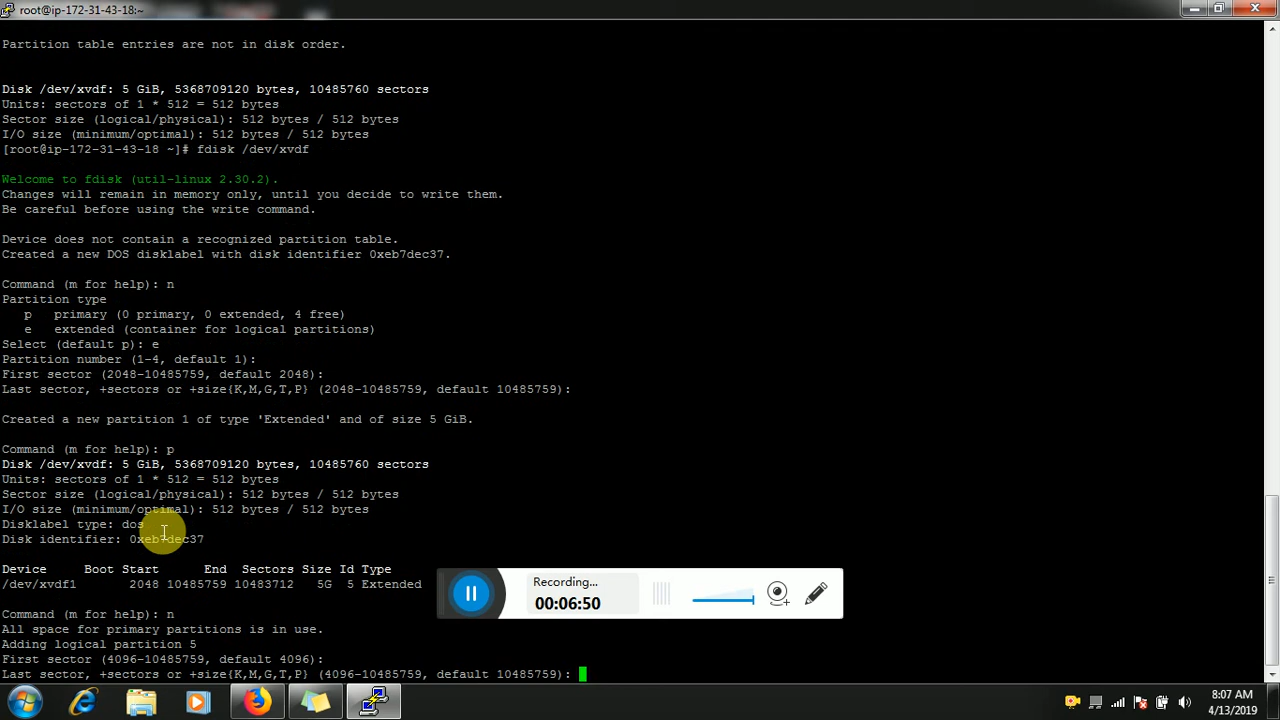 root@ip-172-31-43-18:~
Partition table entries are not in disk order.
Disk /dev/xvdf: 5 GiB, 5368709120 bytes, 10485760 sectors
Units: sectors of 1 * 512 = 512 bytes
Sector size (logical/physical): 512 bytes / 512 bytes
I/O size (minimum/optimal): 512 bytes / 512 bytes
[root@ip-172-31-43-18 ~]# fdisk /dev/xvdf
Welcome to fdisk (util-linux 2.30.2).
Changes will remain in memory only, until you decide to write them.
Be careful before using the write command.
Device does not contain a recognized partition table.
Created a new DOS disklabel with disk identifier 0xeb7dec37.
Command (m for help): n
Partition type
p primary (0 primary, 0 extended, 4 free)
e extended (container for logical partitions)
Select (default p): e
Partition number (1-4, default 1):
First sector (2048-10485759, default 2048):
Last sector, +sectors or +size{K,M,G,T,P} (2048-10485759, default 10485759):
Created a new partition 1 of type 'Extended' and of size 5 GiB.
Command (m for help): p
Disk /dev/xvdf: 5 GiB, 5368709120 bytes, 10485760 sectors
Units: sectors of 1 * 512 = 512 bytes
Sector size (logical/physical): 512 bytes / 512 bytes
I/O size (minimum/optimal): 512 bytes / 512 bytes
Disklabel type: dos
Disk identifier: 0xeb7dec37
Device Boot Start End Sectors Size Id Type
/dev/xvdf1 2048 10485759 10483712 5G 5 Extended
Command (m for help): n
All space for primary partitions is in use.
Adding logical partition 5
First sector (4096-10485759, default 4096):
Last sector, +sectors or +size{K,M,G,T,P} (4096-10485759, default 10485759):
Recording...
00:06:50
8:07 AM
4/13/2019